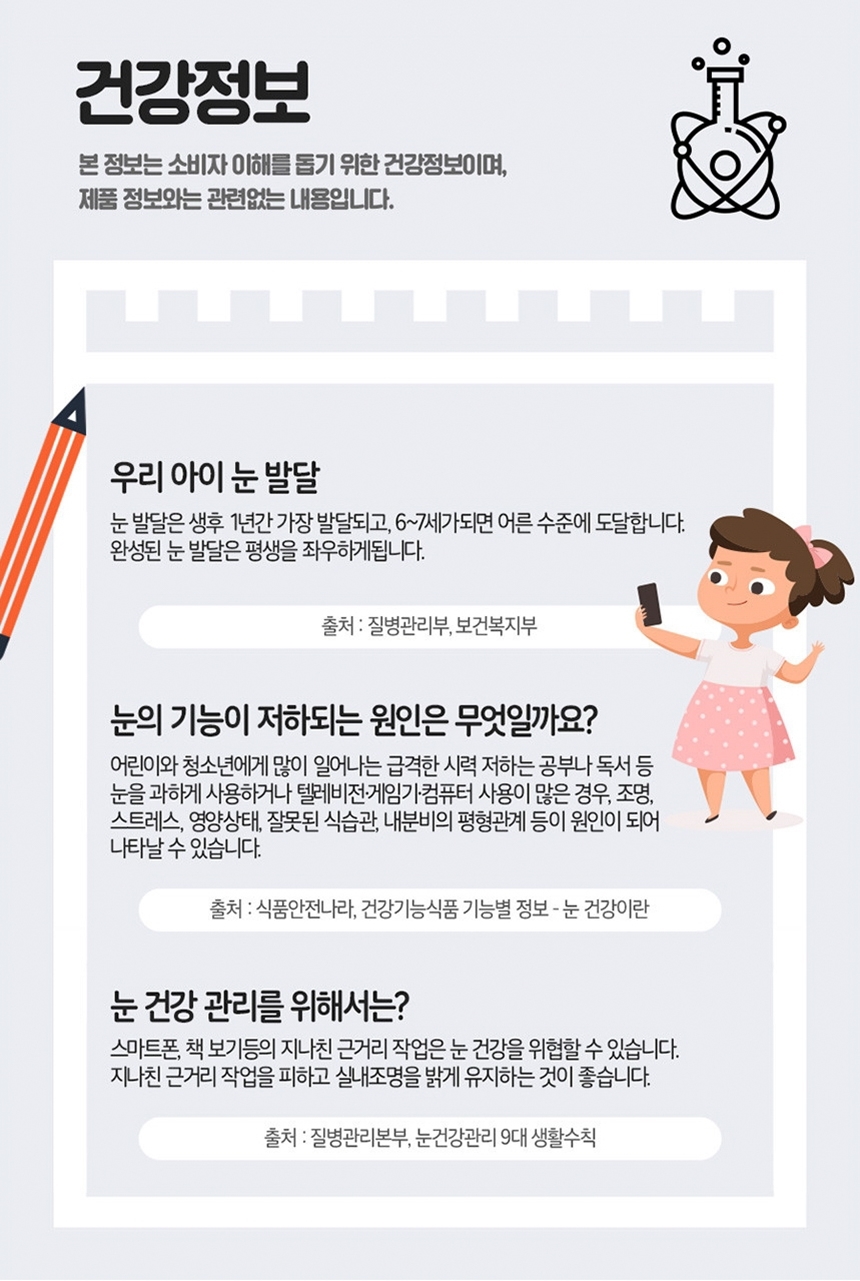 건강정보
본 정보는 소비자 이해를 돕기 위한 건강정보이며,
제품 정보와는 관련없는 내용입니다.
우리 아이 눈 발달
눈 발달은 생후 1년간 가장 발달되고, 6~7세가되면 어른 수준에 도달합니다.
완성된 눈 발달은 평생을 좌우하게됩니다.
출처 : 질병관리부, 보건복지부
눈의 기능이 저하되는 원인은 무엇일까요?
어린이와 청소년에게 많이 일어나는 급격한 시력 저하는 공부나 독서 등
눈을 과하게 사용하거나 텔레비전·게임기·컴퓨터 사용이 많은 경우, 조명,
스트레스, 영양상태, 잘못된 식습관, 내분비의 평형관계 등이 원인이 되어
나타날 수 있습니다.
출처 : 식품안전나라, 건강기능식품 기능별 정보 - 눈 건강이란
눈 건강 관리를 위해서는?
스마트폰, 책 보기등의 지나친 근거리 작업은 눈 건강을 위협할 수 있습니다.
지나친 근거리 작업을 피하고 실내조명을 밝게 유지하는 것이 좋습니다.
출처 : 질병관리본부, 눈건강관리 9대 생활수칙